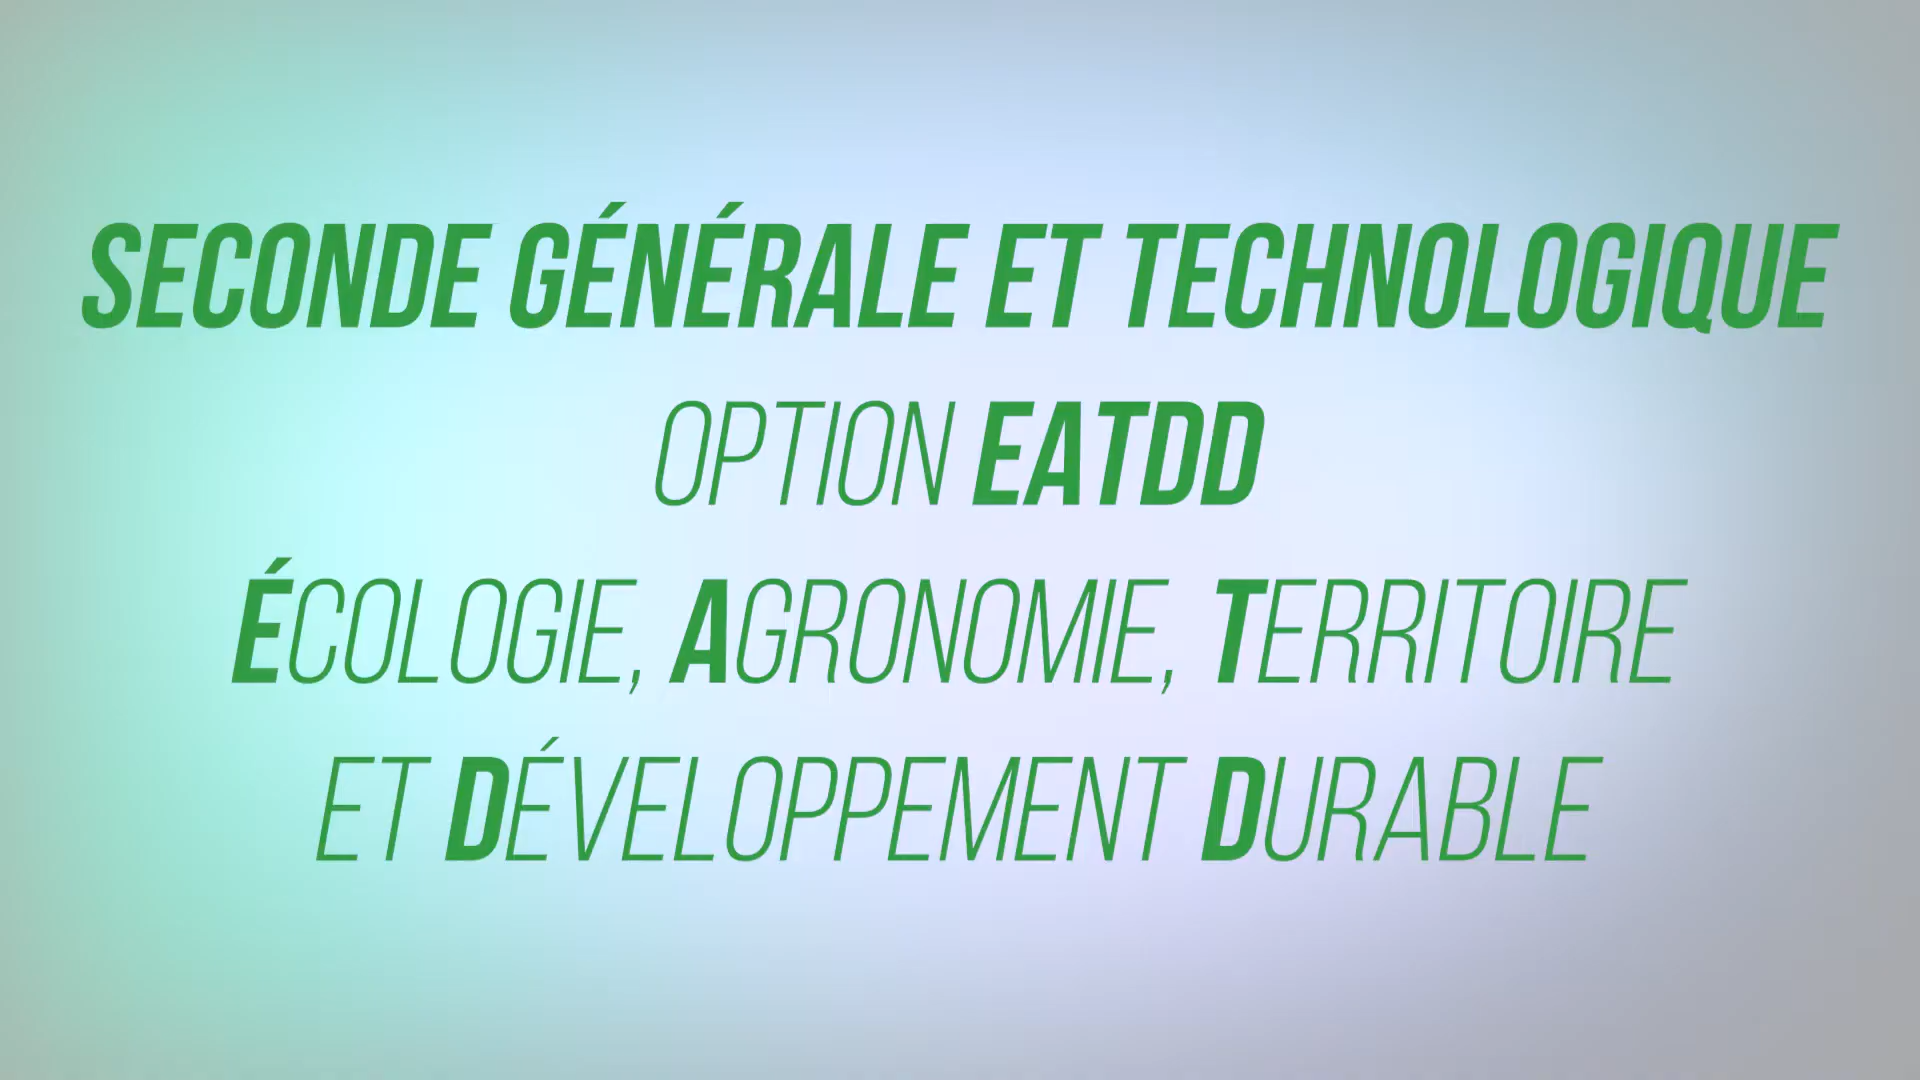 SECONDE GÉNÉRALE ET TECHNOLOGIQUE
OPTION EATDD
ÉCOLOGIE, AGRONOMIE, TERRITOIRE
ET DÉVELOPPEMENT DURABLE